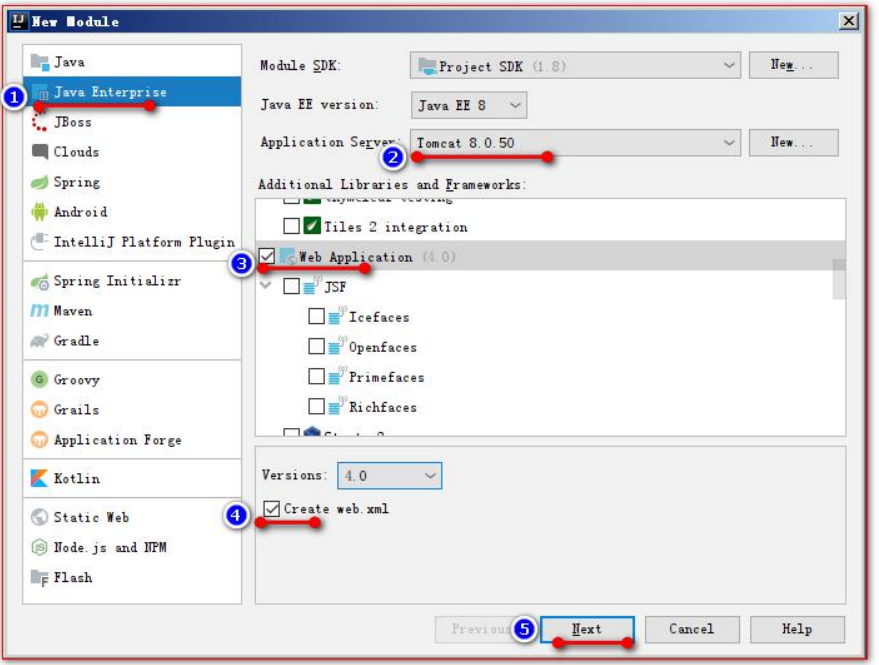 New Module
Java
Java Enterprise
JBoss
Clouds
Spring
Android
IntelliJ Platform Plugin
Spring Initializr
Maven
Gradle
Groovy
Grails
Application Forge
Kotlin
Static Web
Node.js and NPM
Flash
Module SDK: Project SDK (1.8) New...
Java EE version: Java EE 8
Application Server: Tomcat 8.0.50 New...
Additional Libraries and Frameworks:
Tiles 2 integration
Web Application (4.0)
JSF
Icefaces
Openfaces
Primefaces
Richfaces
Versions: 4.0
Create web.xml
Previous Next Cancel Help
1
2
3
4
5